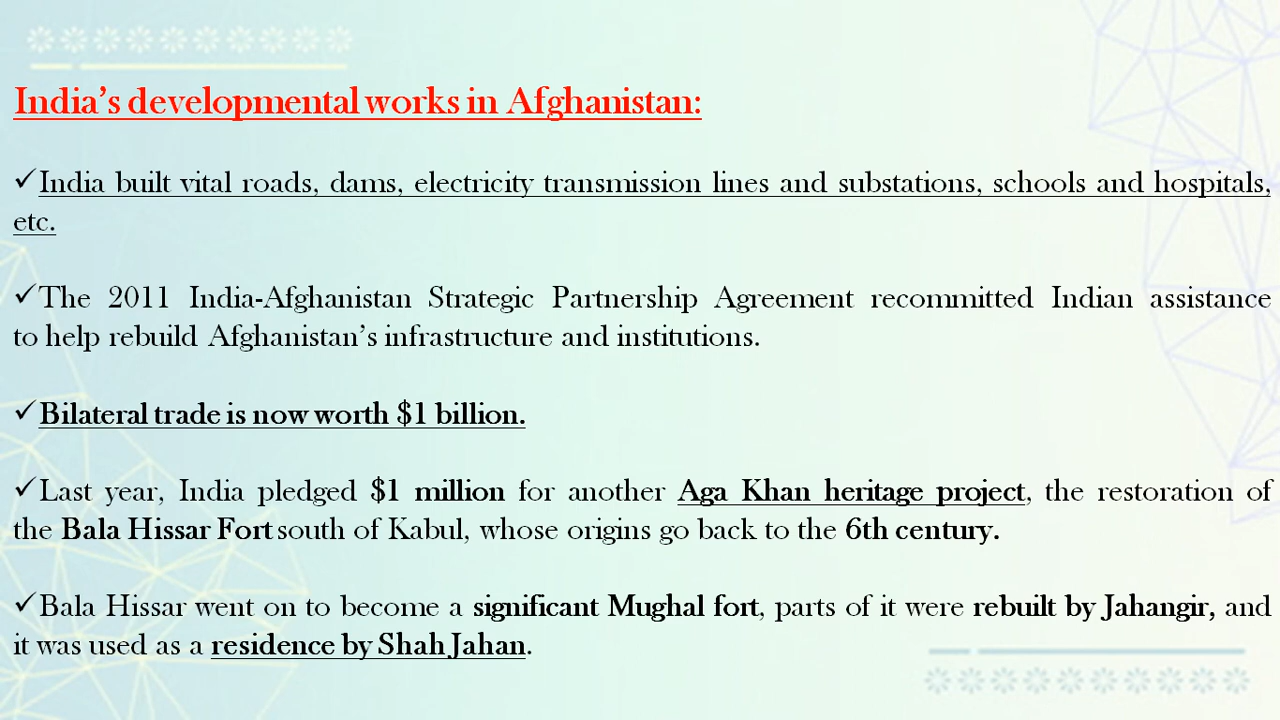 India’s developmental works in Afghanistan:
✓India built vital roads, dams, electricity transmission lines and substations, schools and hospitals,
etc.
✓The 2011 India-Afghanistan Strategic Partnership Agreement recommitted Indian assistance
to help rebuild Afghanistan’s infrastructure and institutions.
✓Bilateral trade is now worth $1 billion.
✓Last year, India pledged $1 million for another Aga Khan heritage project, the restoration of
the Bala Hissar Fort south of Kabul, whose origins go back to the 6th century.
✓Bala Hissar went on to become a significant Mughal fort, parts of it were rebuilt by Jahangir, and
it was used as a residence by Shah Jahan.